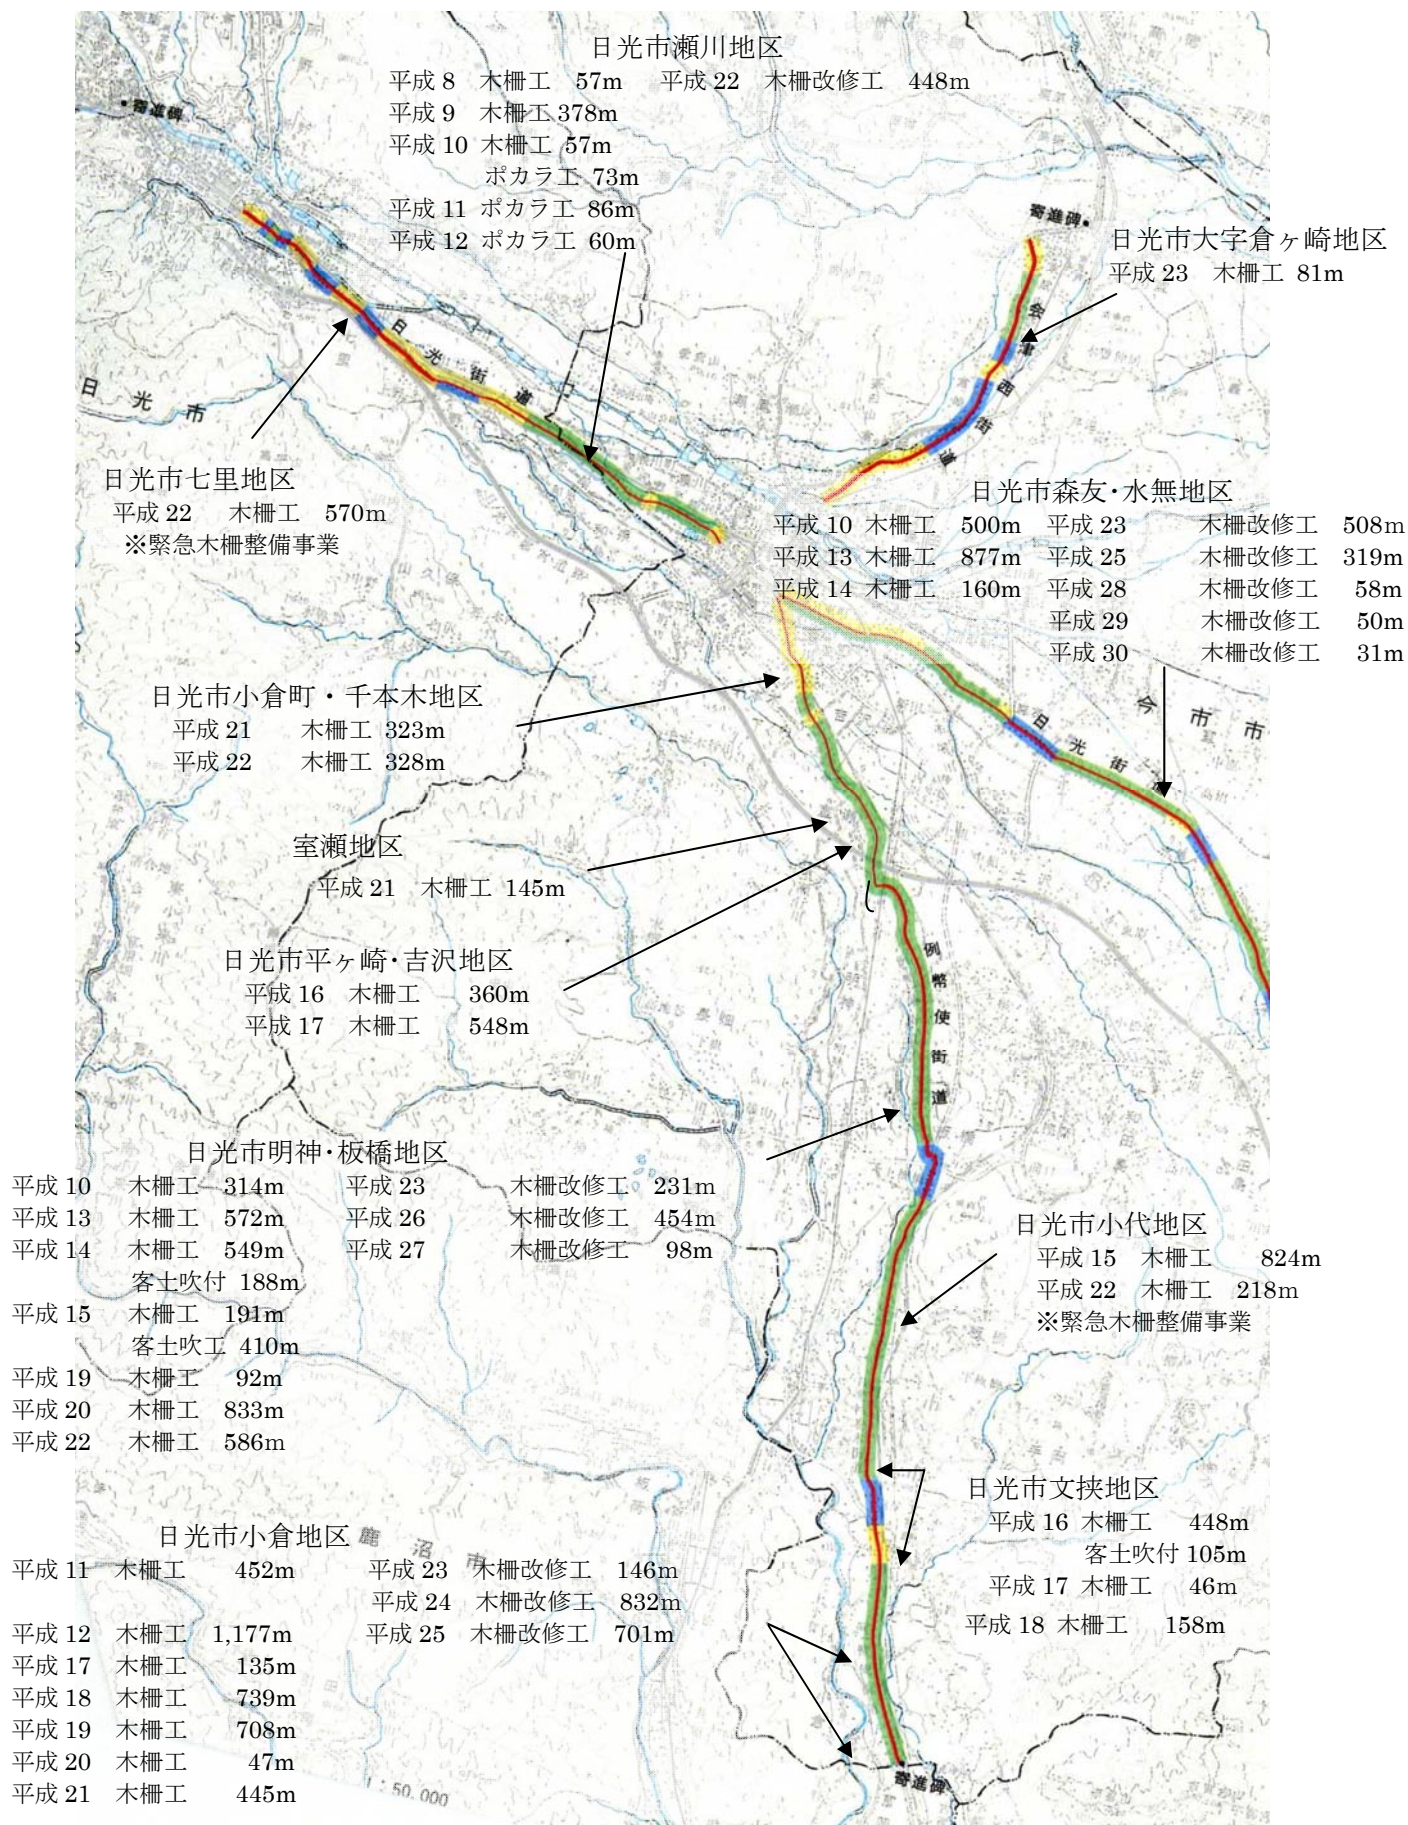 日光市瀬川地区
平成 8 木柵工 57m 平成 22 木柵改修工 448m
平成 9 木柵工 378m
平成 10 木柵工 57m
ポカラ工 73m
平成 11 ポカラ工 86m
平成 12 ポカラ工 60m
寄進碑
日光市大字倉ヶ崎地区
平成 23 木柵工 81m
会津西街道
日光街道
日光市
日光市七里地区
平成 22 木柵工 570m
※緊急木柵整備事業
日光市森友・水無地区
平成 10 木柵工 500m 平成 23 木柵改修工 508m
平成 13 木柵工 877m 平成 25 木柵改修工 319m
平成 14 木柵工 160m 平成 28 木柵改修工 58m
平成 29 木柵改修工 50m
平成 30 木柵改修工 31m
日光市小倉町・千本木地区
平成 21 木柵工 323m
平成 22 木柵工 328m
今市市
日光街道
室瀬地区
平成 21 木柵工 145m
日光市平ヶ崎・吉沢地区
平成 16 木柵工 360m
平成 17 木柵工 548m
例幣使街道
日光市明神・板橋地区
平成 10 木柵工 314m 平成 23 木柵改修工 231m
平成 13 木柵工 572m 平成 26 木柵改修工 454m
平成 14 木柵工 549m 平成 27 木柵改修工 98m
客土吹付 188m
平成 15 木柵工 191m
客土吹工 410m
平成 19 木柵工 92m
平成 20 木柵工 833m
平成 22 木柵工 586m
日光市小代地区
平成 15 木柵工 824m
平成 22 木柵工 218m
※緊急木柵整備事業
日光市文挟地区
平成 16 木柵工 448m
客土吹付 105m
平成 17 木柵工 46m
平成 18 木柵工 158m
鹿沼市
日光市小倉地区
平成 11 木柵工 452m 平成 23 木柵改修工 146m
平成 24 木柵改修工 832m
平成 12 木柵工 1,177m 平成 25 木柵改修工 701m
平成 17 木柵工 135m
平成 18 木柵工 739m
平成 19 木柵工 708m
平成 20 木柵工 47m
平成 21 木柵工 445m
寄進碑
1:50,000